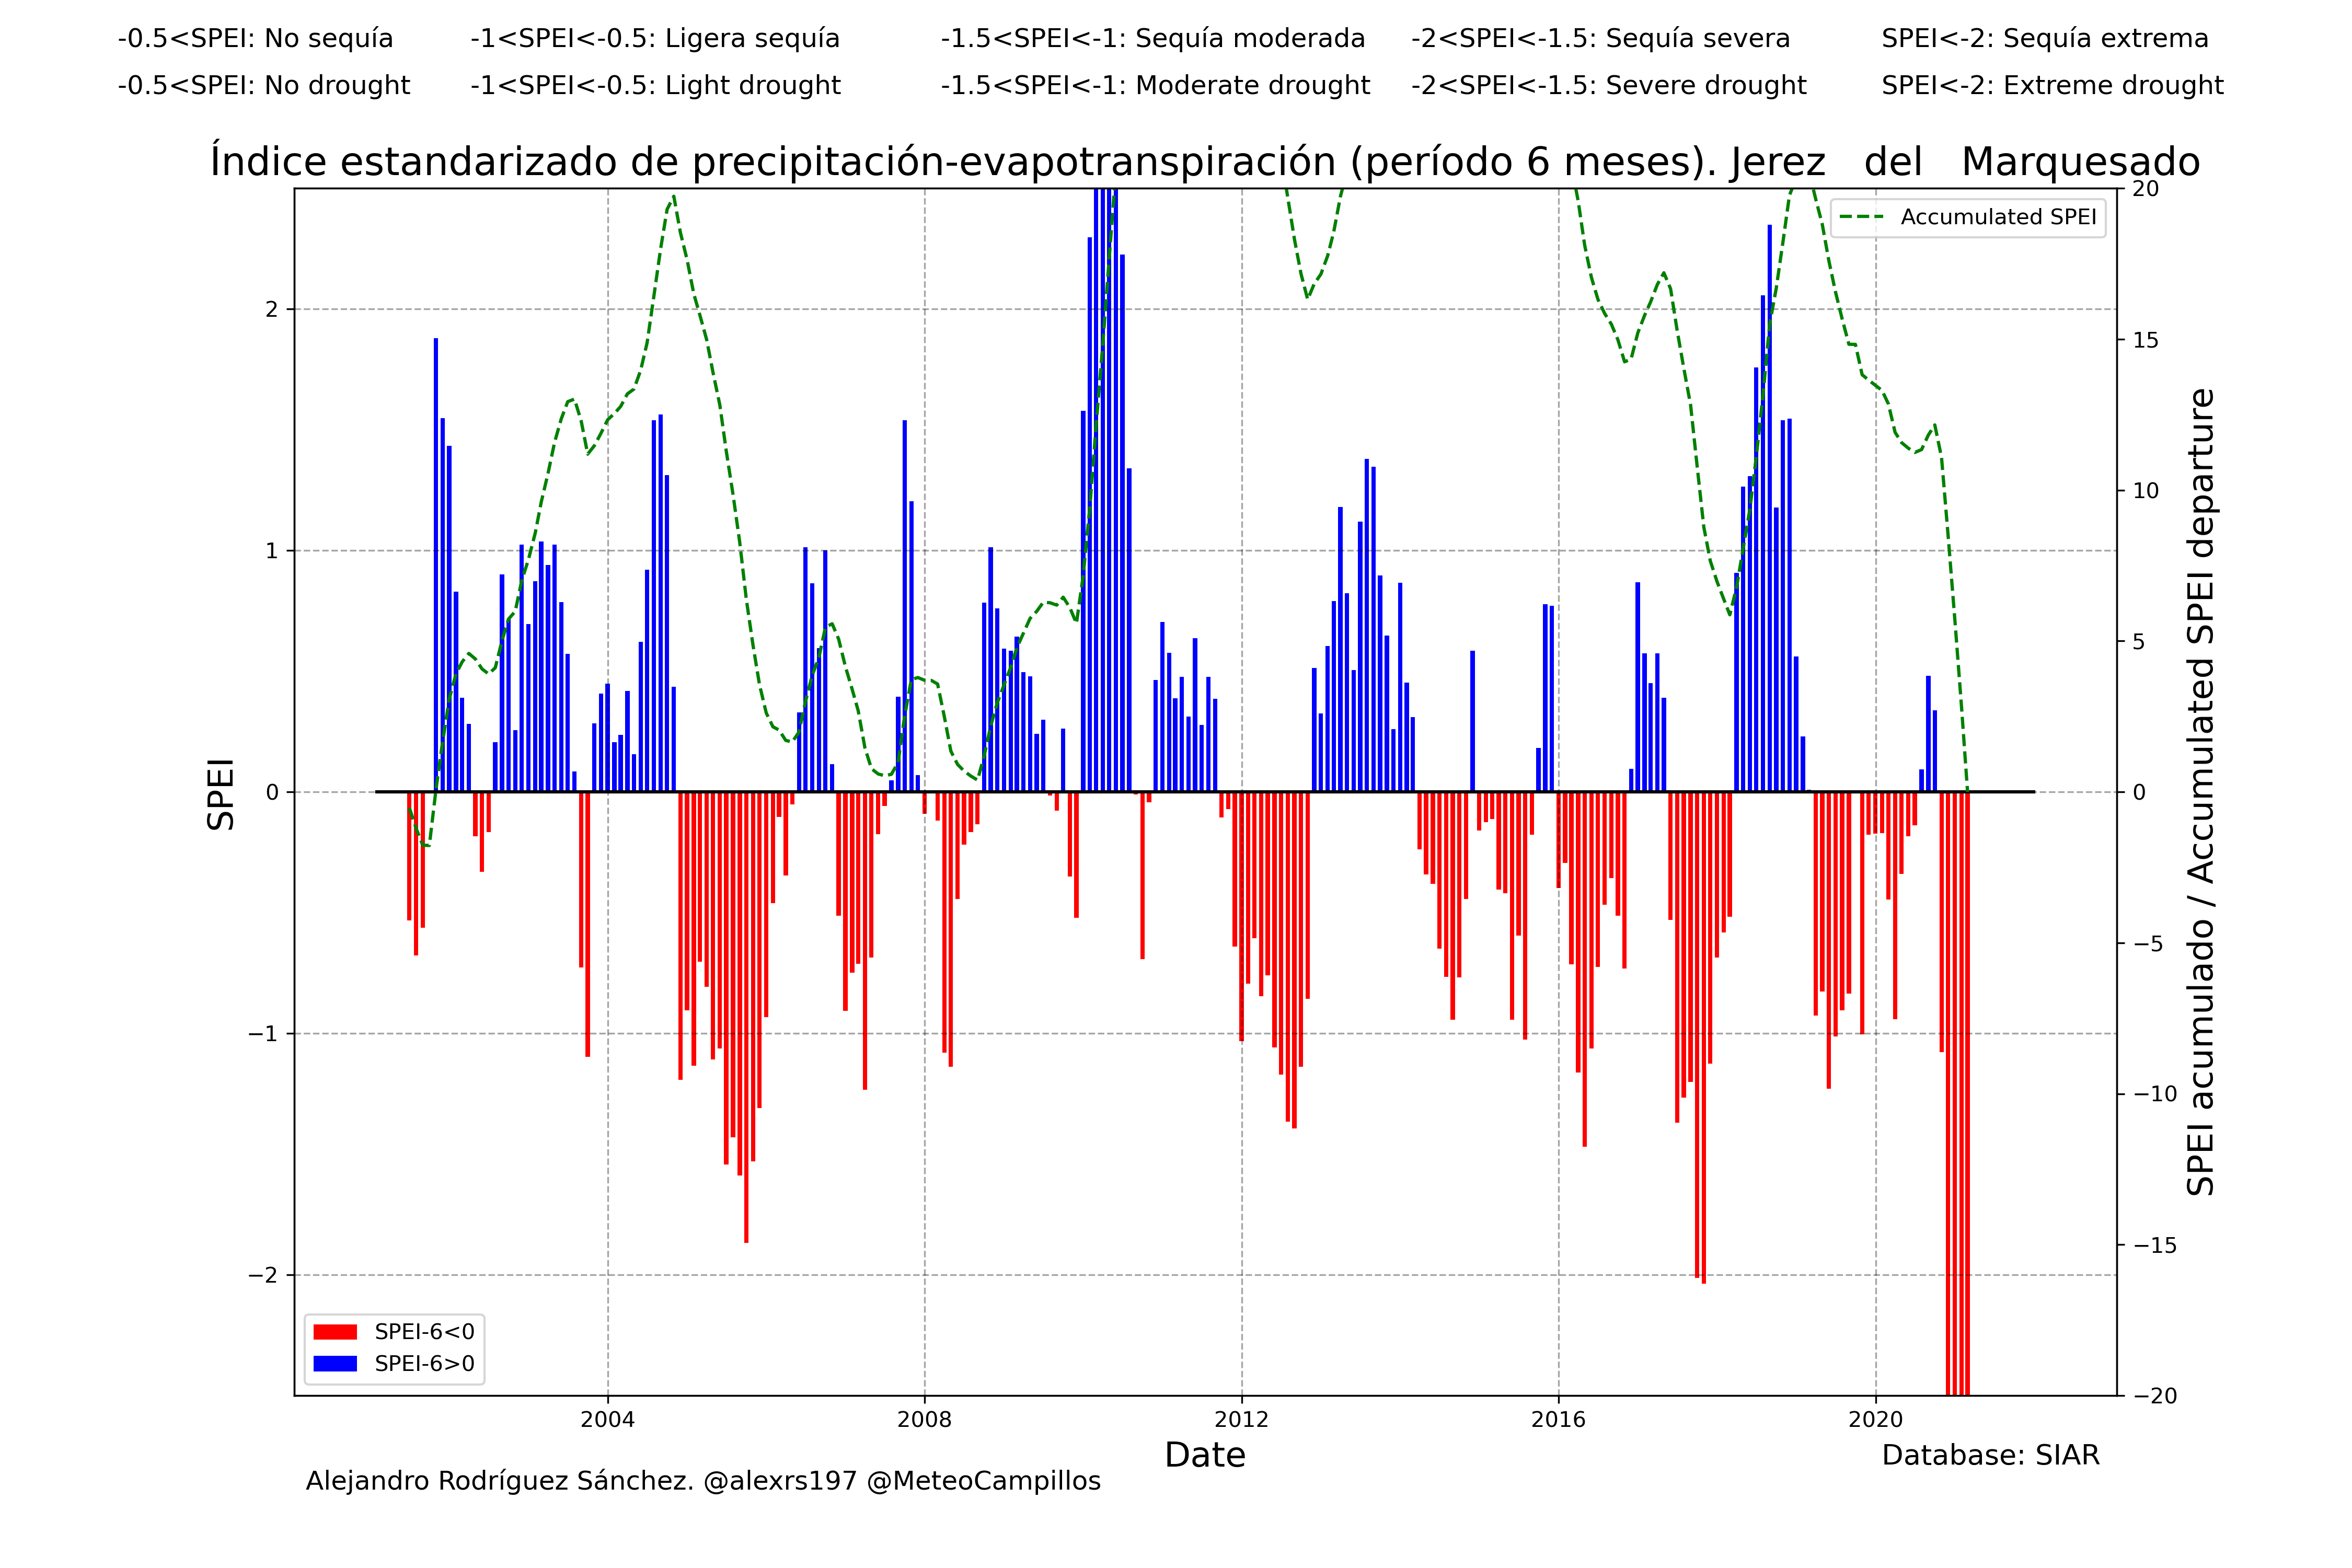 -0.5<SPEI: No sequía -1<SPEI<-0.5: Ligera sequía -1.5<SPEI<-1: Sequía moderada -2<SPEI<-1.5: Sequía severa SPEI<-2: Sequía extrema
-0.5<SPEI: No drought -1<SPEI<-0.5: Light drought -1.5<SPEI<-1: Moderate drought -2<SPEI<-1.5: Severe drought SPEI<-2: Extreme drought
Índice estandarizado de precipitación-evapotranspiración (período 6 meses). Jerez del Marquesado
Accumulated SPEI
2
1
0
−1
−2
SPEI
20
15
10
5
0
−5
−10
−15
−20
SPEI acumulado / Accumulated SPEI departure
SPEI-6<0
SPEI-6>0
2004 2008 2012 2016 2020
Date
Database: SIAR
Alejandro Rodríguez Sánchez. @alexrs197 @MeteoCampillos